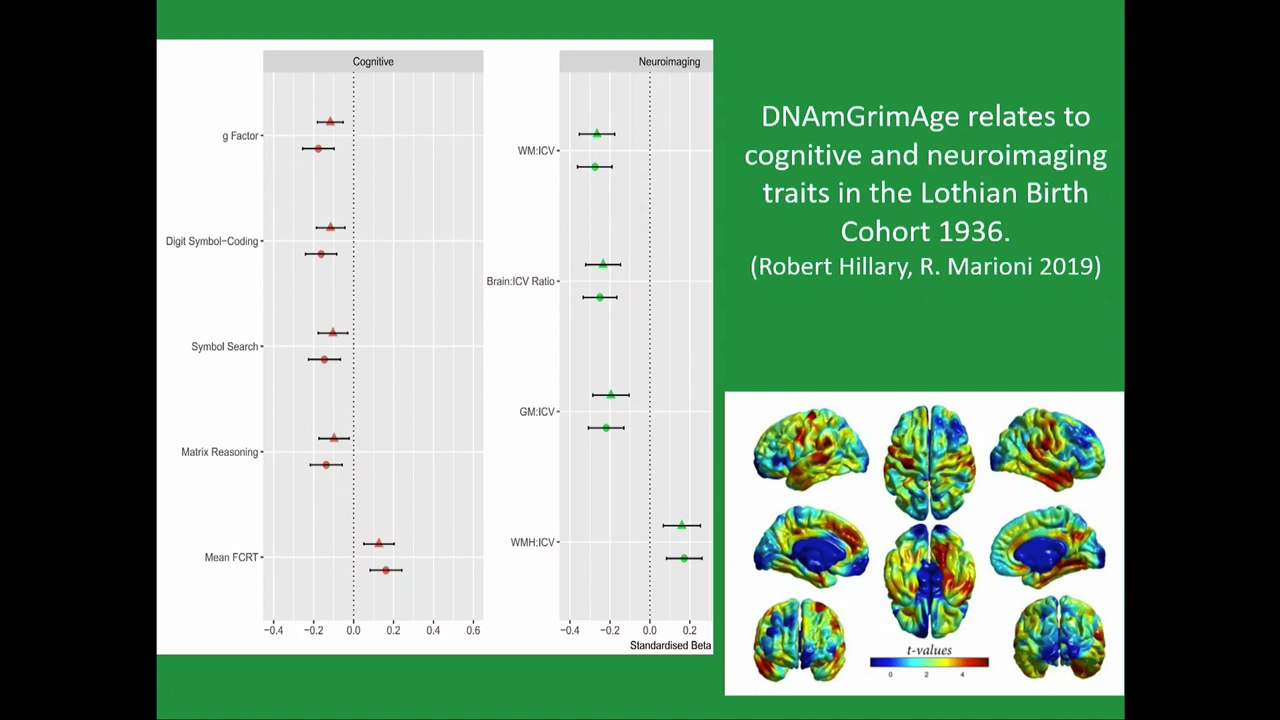 Cognitive
g Factor
Digit Symbol−Coding
Symbol Search
Matrix Reasoning
Mean FCRT
−0.4 −0.2 0.0 0.2 0.4 0.6
Neuroimaging
WM:ICV
Brain:ICV Ratio
GM:ICV
WMH:ICV
−0.4 −0.2 0.0 0.2
Standardised Beta
DNAmGrimAge relates to
cognitive and neuroimaging
traits in the Lothian Birth
Cohort 1936.
(Robert Hillary, R. Marioni 2019)
t-values
0 2 4